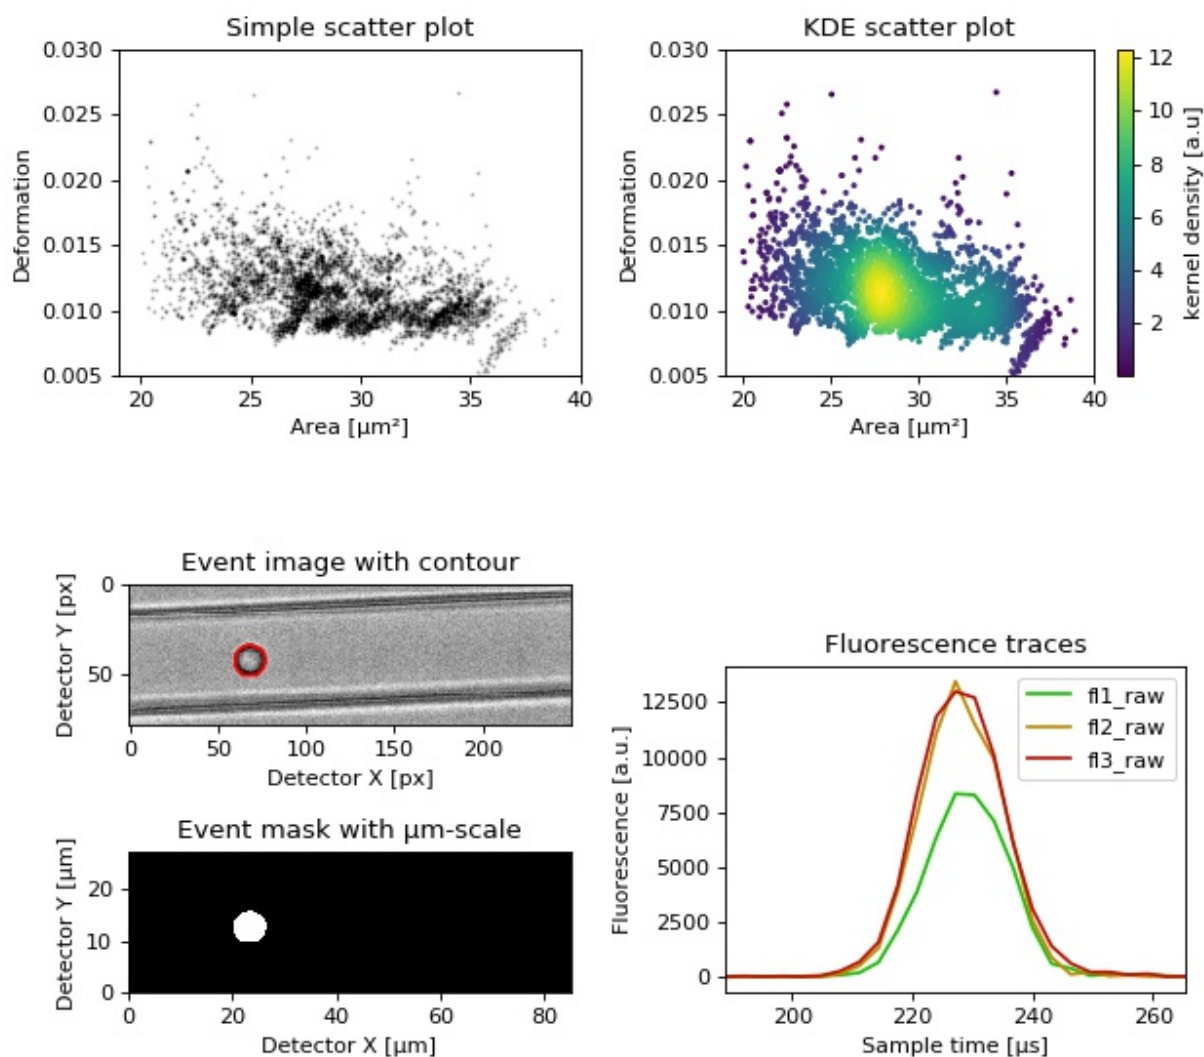 Simple scatter plot
0.030
0.025
0.020
0.015
0.010
0.005
Deformation
20 25 30 35 40
Area [µm²]
KDE scatter plot
0.030
0.025
0.020
0.015
0.010
0.005
Deformation
20 25 30 35 40
Area [µm²]
12
10
8
6
4
2
kernel density [a.u]
Event image with contour
0
50
Detector Y [px]
0 50 100 150 200
Detector X [px]
Event mask with µm-scale
20
10
0
Detector Y [µm]
0 20 40 60 80
Detector X [µm]
Fluorescence traces
12500
10000
7500
5000
2500
0
Fluorescence [a.u.]
fl1_raw
fl2_raw
fl3_raw
200 220 240 260
Sample time [µs]